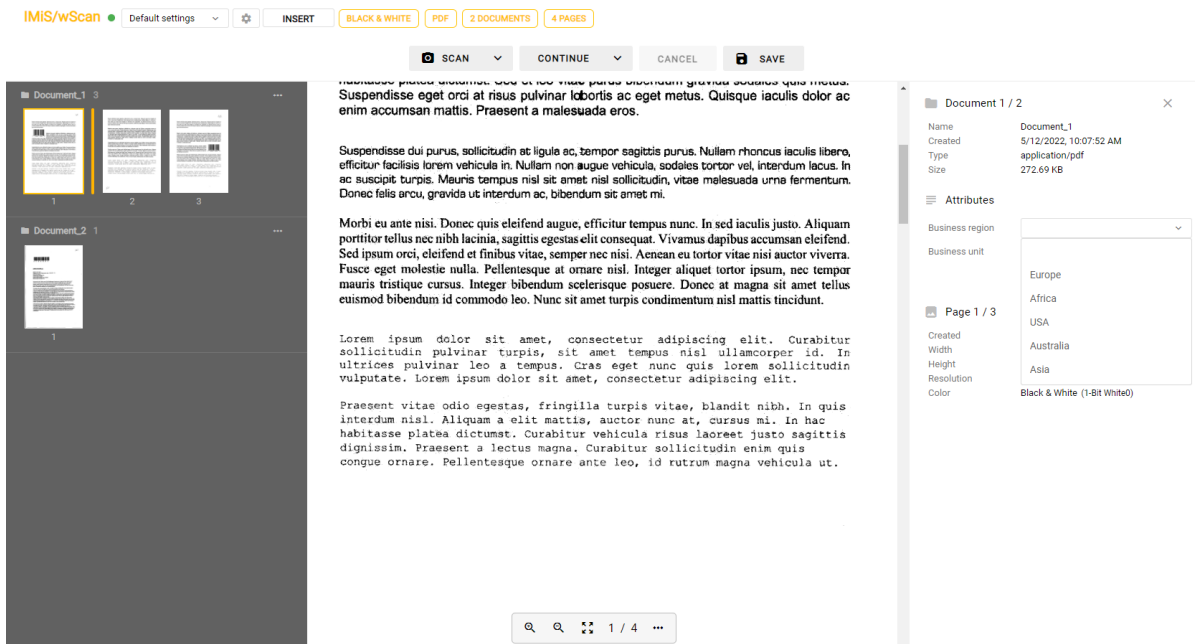 IMiS/wScan
Default settings
INSERT
BLACK & WHITE
PDF
2 DOCUMENTS
4 PAGES
SCAN
CONTINUE
CANCEL
SAVE
Document_1 3
1
2
3
Document_2 1
1
habitasse platea dictumst. Sed et leo vitae purus bibendum gravida sodales quis metus.
Suspendisse eget orci at risus pulvinar lobortis ac eget metus. Quisque iaculis dolor ac
enim accumsan mattis. Praesent a malesuada eros.
Suspendisse dui purus, sollicitudin at ligula ac, tempor sagittis purus. Nullam rhoncus iaculis libero,
efficitur facilisis lorem vehicula in. Nullam non augue vehicula, sodales tortor vel, interdum lacus. In
ac suscipit turpis. Mauris tempus nisl sit amet nisl sollicitudin, vitae malesuada urna fermentum.
Donec felis arcu, gravida ut interdum ac, bibendum sit amet mi.
Morbi eu ante nisi. Donec quis eleifend augue, efficitur tempus nunc. In sed iaculis justo. Aliquam
porttitor tellus nec nibh lacinia, sagittis egestas elit consequat. Vivamus dapibus accumsan eleifend.
Sed ipsum orci, eleifend et finibus vitae, semper nec nisi. Aenean eu tortor vitae nisi auctor viverra.
Fusce eget molestie nulla. Pellentesque at ornare nisl. Integer aliquet tortor ipsum, nec tempor
mauris tristique cursus. Integer bibendum scelerisque posuere. Donec at magna sit amet tellus
euismod bibendum id commodo leo. Nunc sit amet turpis condimentum nisl mattis tincidunt.
Lorem ipsum dolor sit amet, consectetur adipiscing elit. Curabitur
sollicitudin pulvinar turpis, sit amet tempus nisl ullamcorper id. In
ultrices pulvinar leo a tempus. Cras eget nunc quis lorem sollicitudin
vulputate. Lorem ipsum dolor sit amet, consectetur adipiscing elit.
Praesent vitae odio egestas, fringilla turpis vitae, blandit nibh. In quis
interdum nisl. Aliquam a elit mattis, auctor nunc at, cursus mi. In hac
habitasse platea dictumst. Curabitur vehicula risus laoreet justo sagittis
dignissim. Praesent a lectus magna. Curabitur sollicitudin enim quis
congue ornare. Pellentesque ornare ante leo, id rutrum magna vehicula ut.
1 / 4
Document 1 / 2
Name Document_1
Created 5/12/2022, 10:07:52 AM
Type application/pdf
Size 272.69 KB
Attributes
Business region
Business unit
Europe
Africa
USA
Australia
Asia
Page 1 / 3
Created
Width
Height
Resolution
Color Black & White (1-Bit White0)